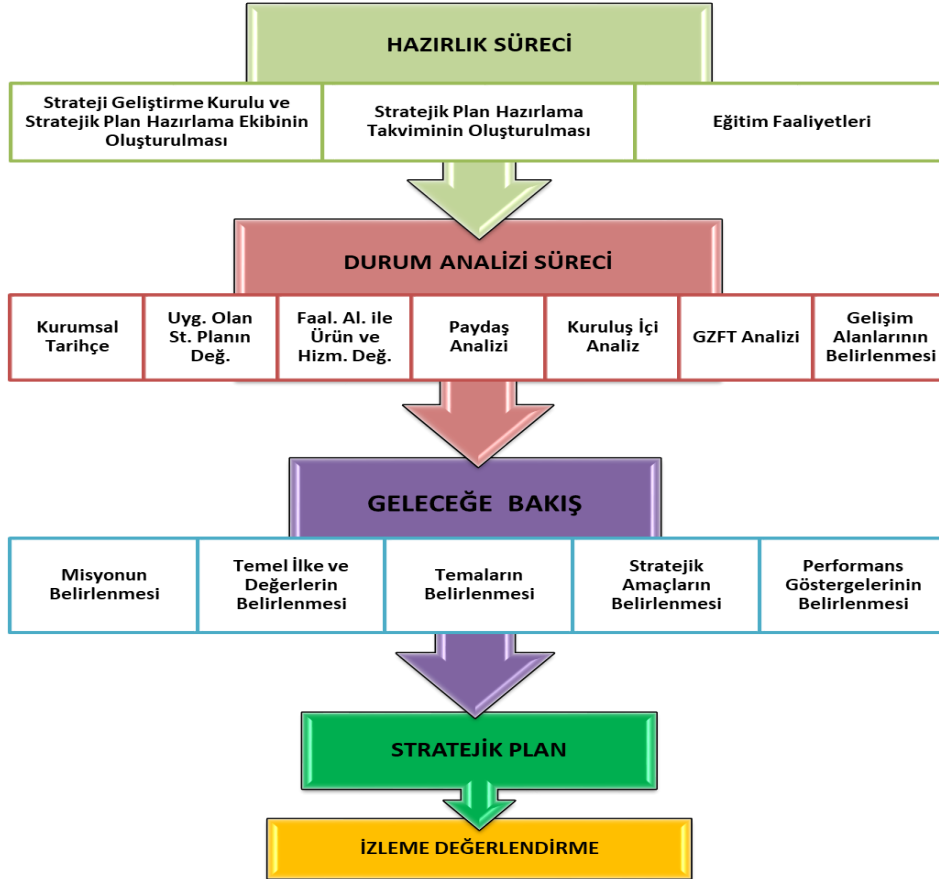 HAZIRLIK SÜRECİ
Strateji Geliştirme Kurulu ve
Stratejik Plan Hazırlama Ekibinin
Oluşturulması
Stratejik Plan Hazırlama
Takviminin Oluşturulması
Eğitim Faaliyetleri
DURUM ANALİZİ SÜRECİ
Kurumsal
Tarihçe
Uyg. Olan
St. Planın
Değ.
Faal. Al. ile
Ürün ve
Hizm. Değ.
Paydaş
Analizi
Kuruluş İçi
Analiz
GZFT Analizi
Gelişim
Alanlarının
Belirlenmesi
GELECEĞE BAKIŞ
Misyonun
Belirlenmesi
Temel İlke ve
Değerlerin
Belirlenmesi
Temaların
Belirlenmesi
Stratejik
Amaçların
Belirlenmesi
Performans
Göstergelerinin
Belirlenmesi
STRATEJİK PLAN
İZLEME DEĞERLENDİRME